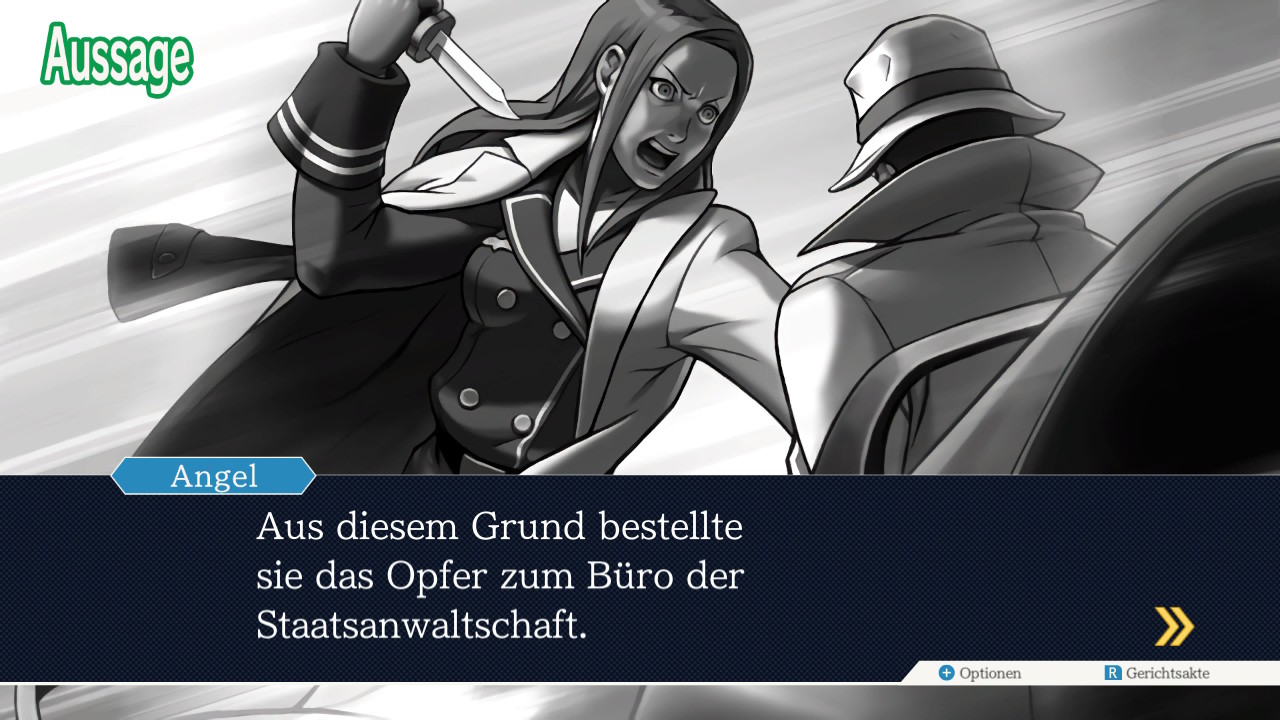 Aussage
Angel
Aus diesem Grund bestellte
sie das Opfer zum Büro der
Staatsanwaltschaft.
+ Optionen
R Gerichtsakte